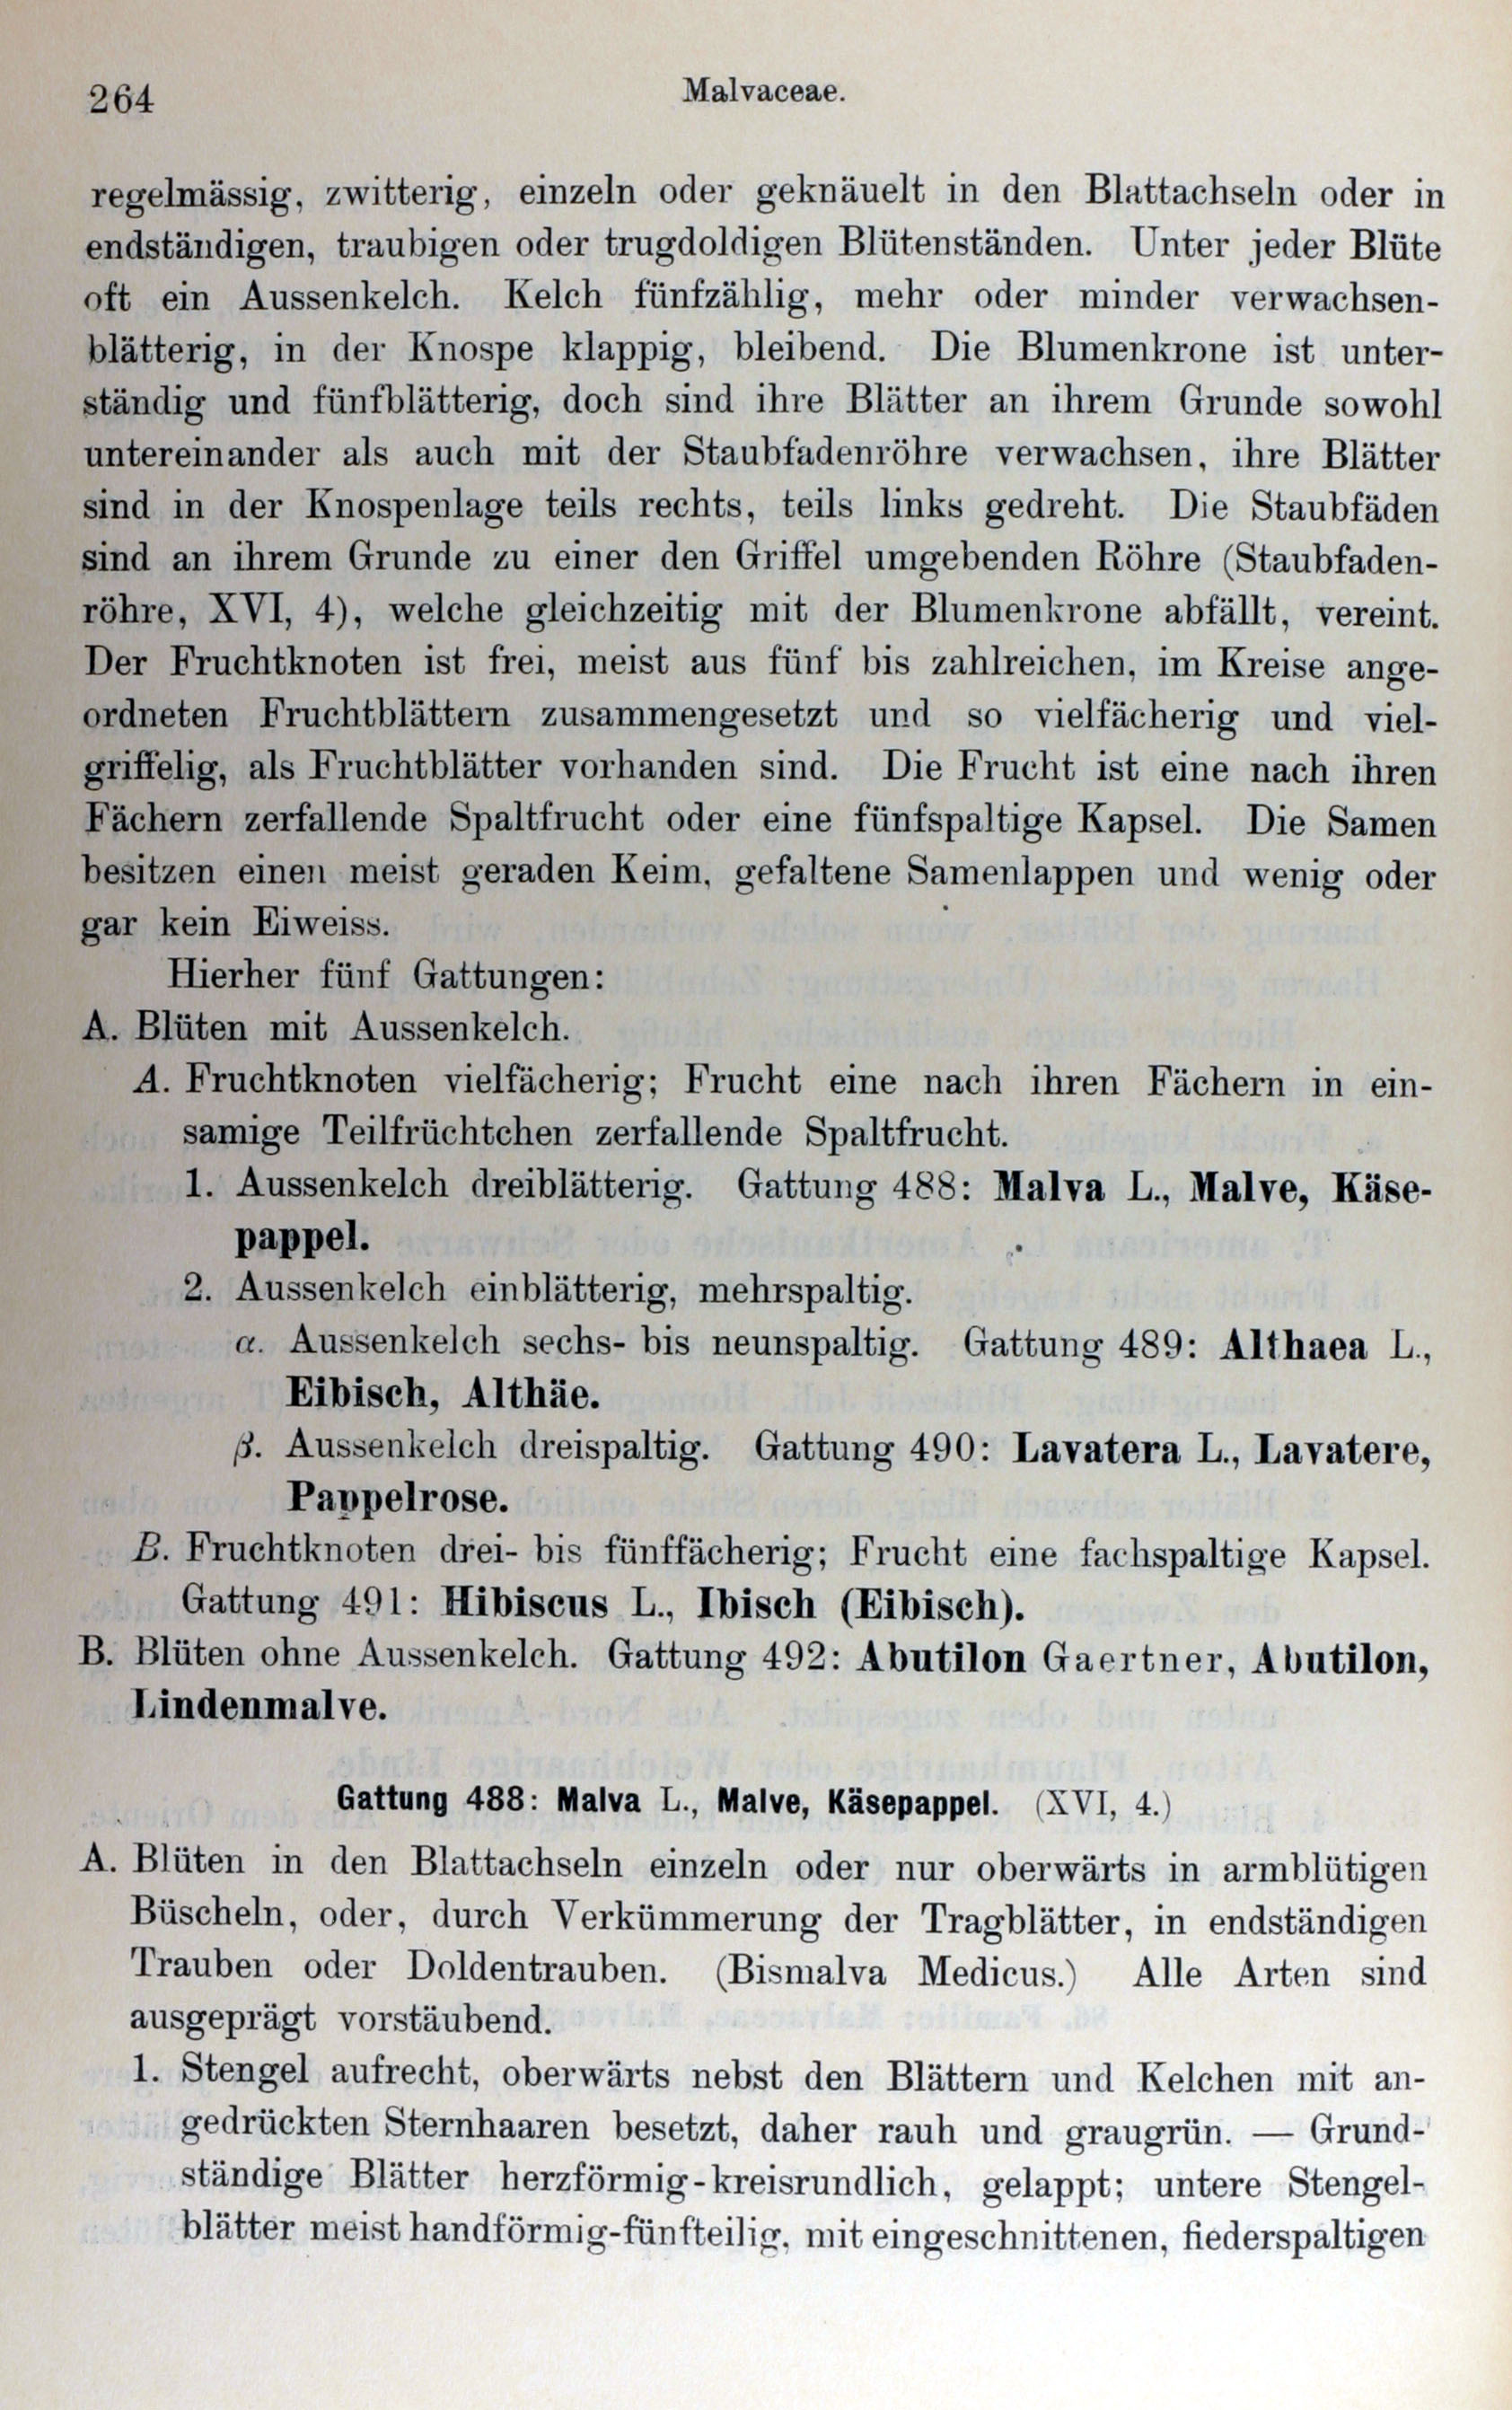 264
Malvaceae.
regelmässig, zwitterig, einzeln oder geknäuelt in den Blattachseln oder in
endständigen, traubigen oder trugdoldigen Blütenständen. Unter jeder Blüte
oft ein Aussenkelch. Kelch fünfzählig, mehr oder minder verwachsen-
blätterig, in der Knospe klappig, bleibend. Die Blumenkrone ist unter-
ständig und fünfblätterig, doch sind ihre Blätter an ihrem Grunde sowohl
untereinander als auch mit der Staubfadenröhre verwachsen, ihre Blätter
sind in der Knospenlage teils rechts, teils links gedreht. Die Staubfäden
sind an ihrem Grunde zu einer den Griffel umgebenden Röhre (Staubfaden-
röhre, XVI, 4), welche gleichzeitig mit der Blumenkrone abfällt, vereint.
Der Fruchtknoten ist frei, meist aus fünf bis zahlreichen, im Kreise ange-
ordneten Fruchtblättern zusammengesetzt und so vielfächerig und viel-
griffelig, als Fruchtblätter vorhanden sind. Die Frucht ist eine nach ihren
Fächern zerfallende Spaltfrucht oder eine fünfspaltige Kapsel. Die Samen
besitzen einen meist geraden Keim, gefaltene Samenlappen und wenig oder
gar kein Eiweiss.
Hierher fünf Gattungen:
A. Blüten mit Aussenkelch.
A. Fruchtknoten vielfächerig; Frucht eine nach ihren Fächern in ein-
samige Teilfrüchtchen zerfallende Spaltfrucht.
1. Aussenkelch dreiblätterig. Gattung 488: Malva L., Malve, Käse-
pappel.
2. Aussenkelch einblätterig, mehrspaltig.
α. Aussenkelch sechs- bis neunspaltig. Gattung 489: Althaea L.,
Eibisch, Althäe.
β. Aussenkelch dreispaltig. Gattung 490: Lavatera L., Lavatere,
Pappelrose.
B. Fruchtknoten drei- bis fünffächerig; Frucht eine fachspaltige Kapsel.
Gattung 491: Hibiscus L., Ibisch (Eibisch).
B. Blüten ohne Aussenkelch. Gattung 492: Abutilon Gaertner, Abutilon,
Lindenmalve.
Gattung 488: Malva L., Malve, Käsepappel. (XVI, 4.)
A. Blüten in den Blattachseln einzeln oder nur oberwärts in armblütigen
Büscheln, oder, durch Verkümmerung der Tragblätter, in endständigen
Trauben oder Doldentrauben. (Bismalva Medicus.) Alle Arten sind
ausgeprägt vorstäubend.
1. Stengel aufrecht, oberwärts nebst den Blättern und Kelchen mit an-
gedrückten Sternhaaren besetzt, daher rauh und graugrün. — Grund-
ständige Blätter herzförmig-kreisrundlich, gelappt; untere Stengel-
blätter meist handförmig-fünfteilig, mit eingeschnittenen, fiederspaltigen